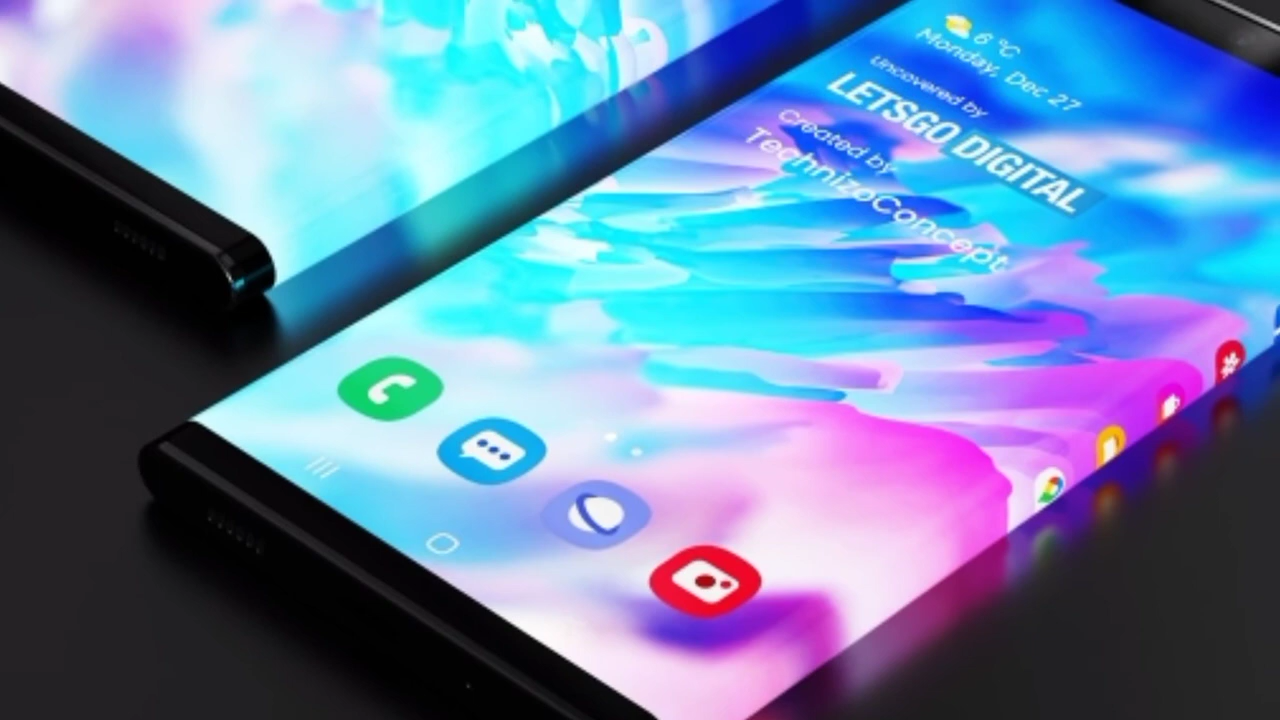 6 °C
Monday, Dec 27
Uncovered by
LETSGO DIGITAL
Created by
TechnizoConcept